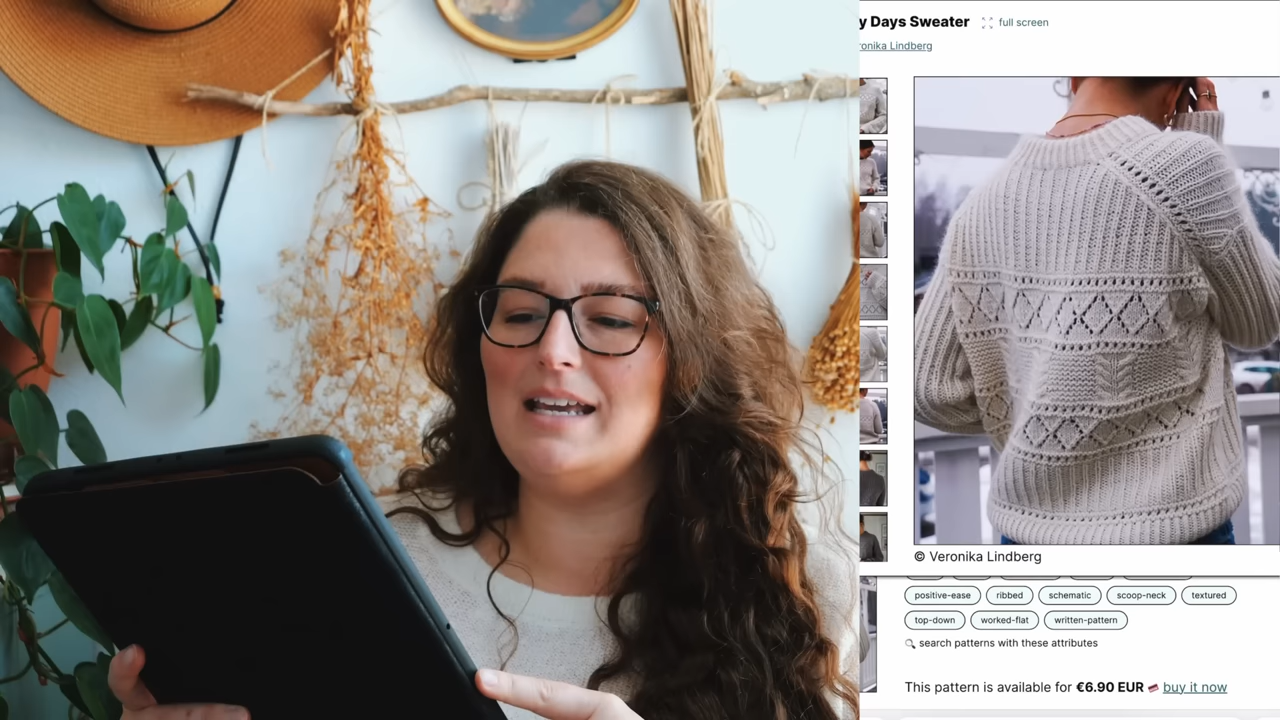 y Days Sweater full screen
ronika Lindberg
© Veronika Lindberg
positive-ease ribbed schematic scoop-neck textured
top-down worked-flat written-pattern
search patterns with these attributes
This pattern is available for €6.90 EUR buy it now